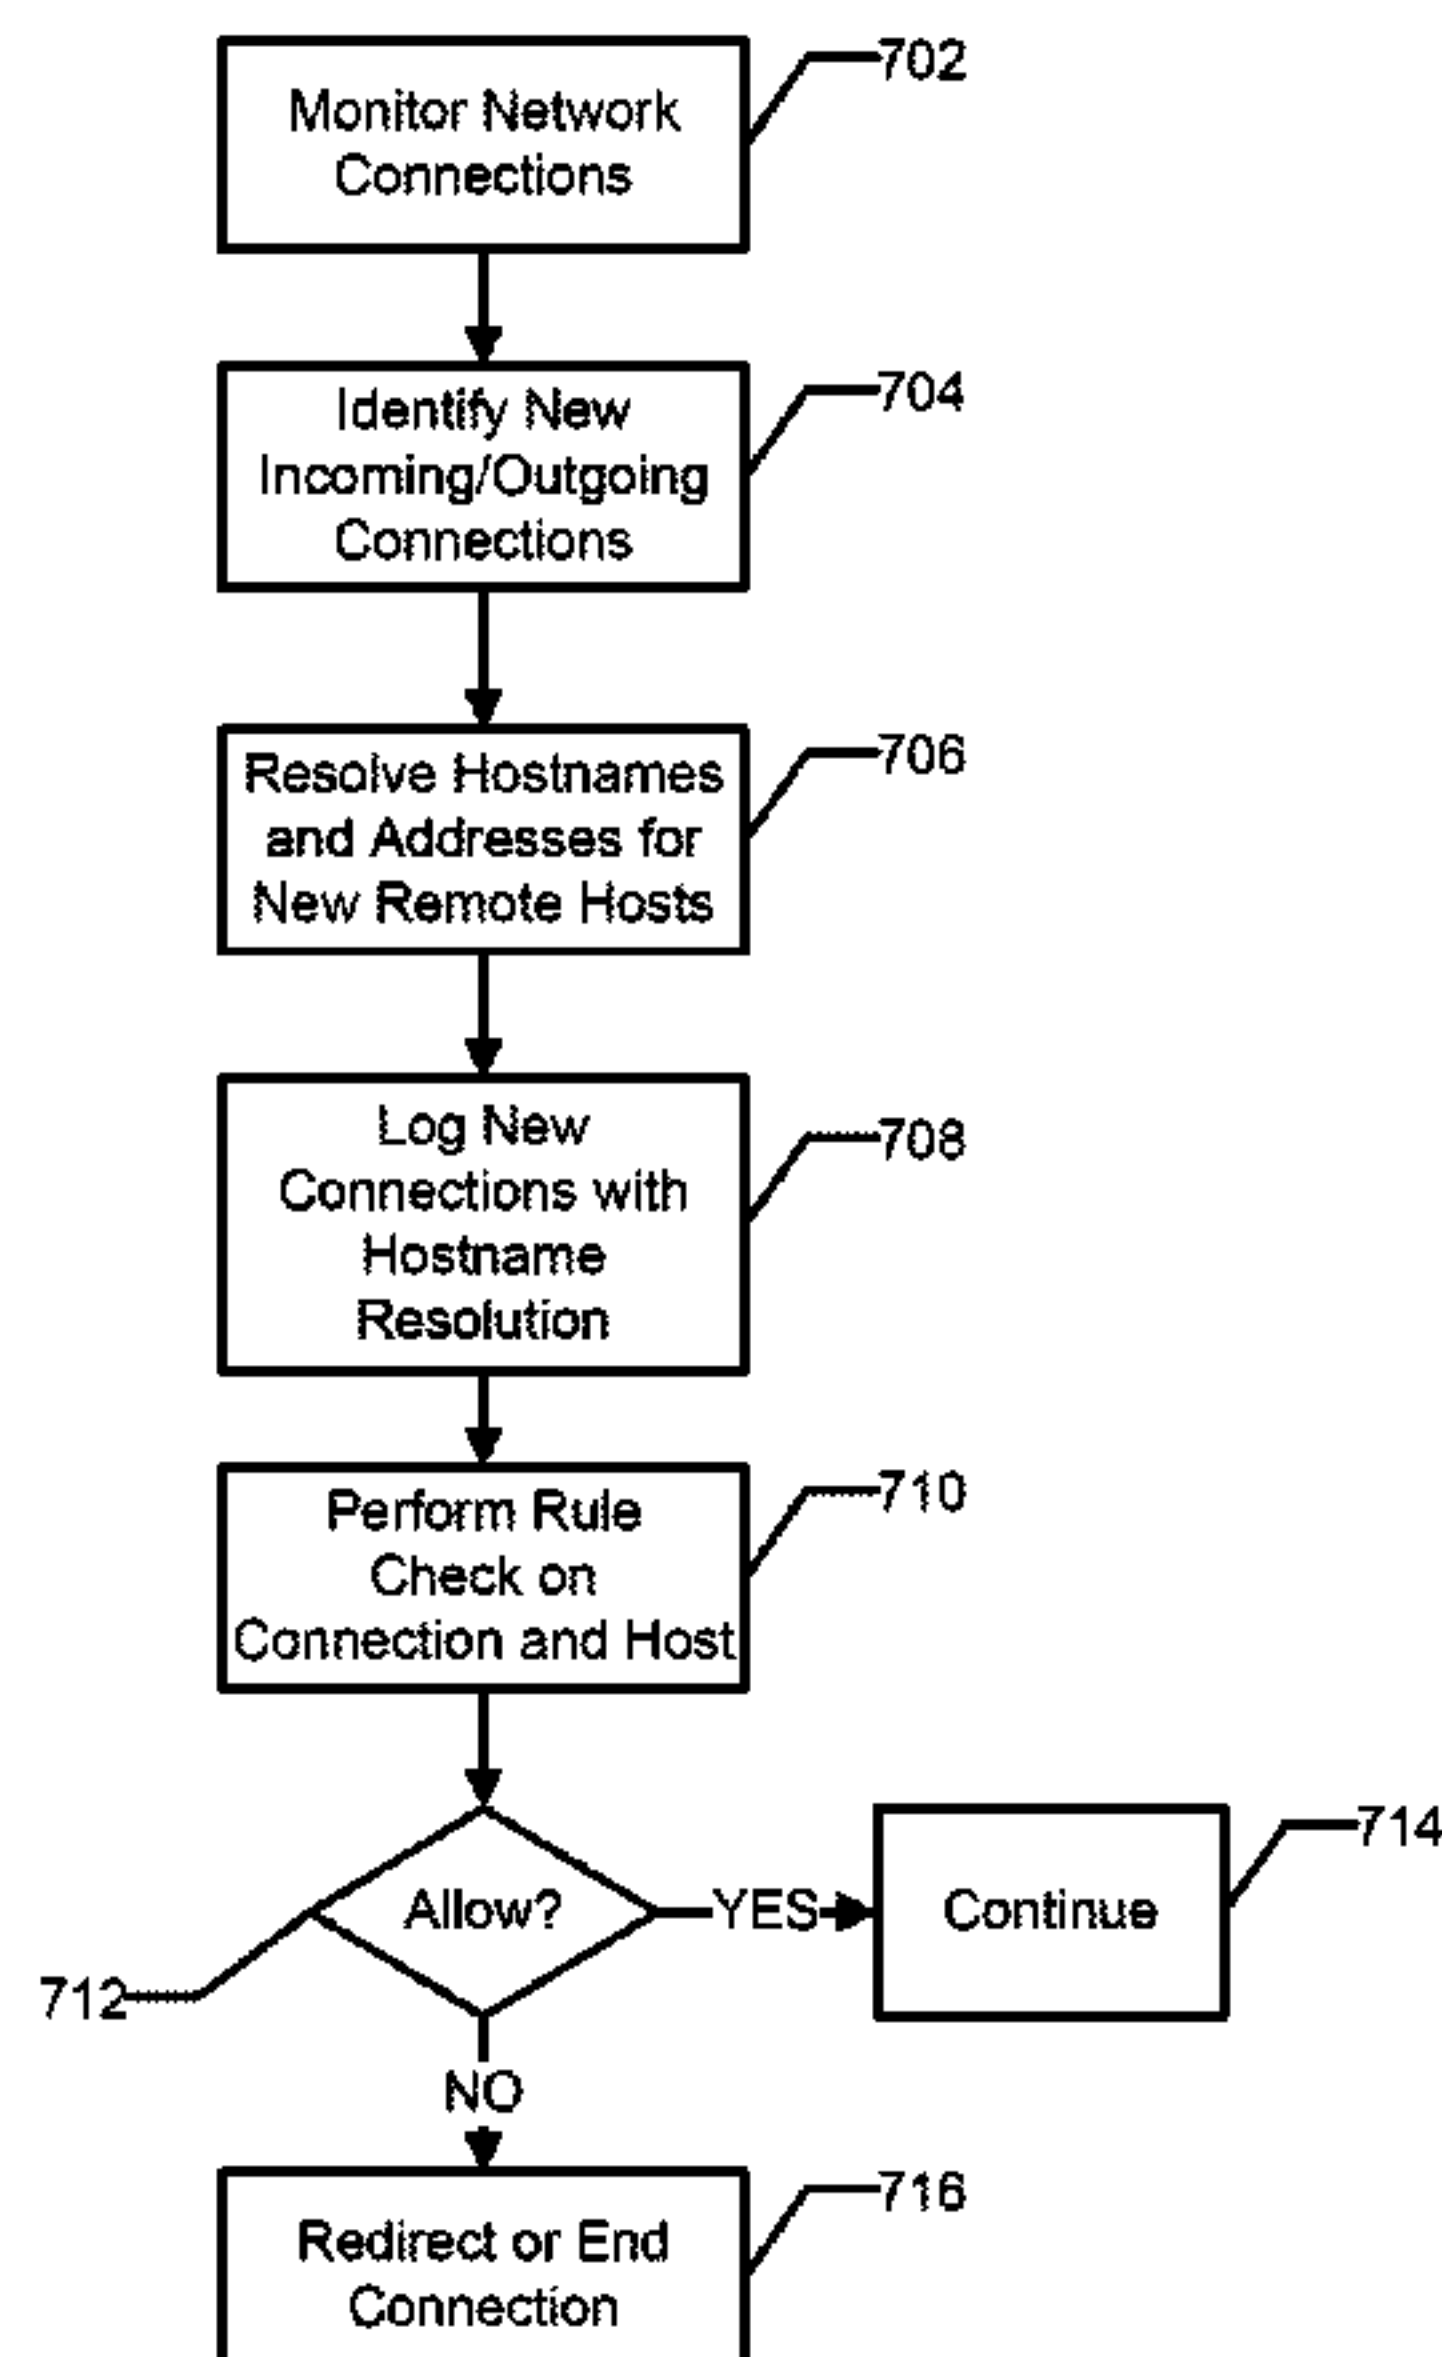 702
Monitor Network
Connections
704
Identify New
Incoming/Outgoing
Connections
706
Resolve Hostnames
and Addresses for
New Remote Hosts
708
Log New
Connections with
Hostname
Resolution
710
Perform Rule
Check on
Connection and Host
714
Allow?
YES
Continue
712
NO
716
Redirect or End
Connection